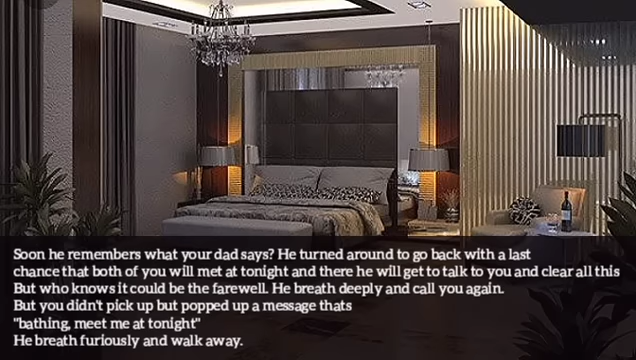 Soon he remembers what your dad says? He turned around to go back with a last
chance that both of you will met at tonight and there he will get to talk to you and clear all this
But who knows it could be the farewell. He breath deeply and call you again.
But you didn't pick up but popped up a message thats
"bathing, meet me at tonight"
He breath furiously and walk away.